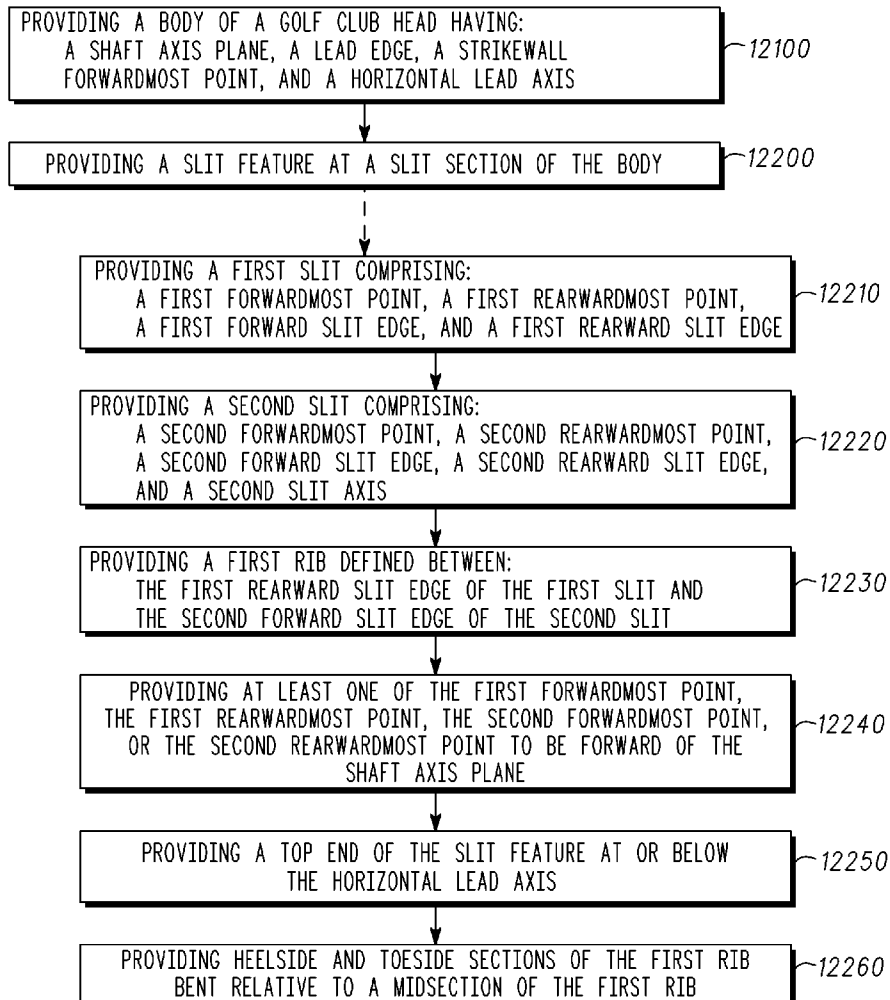 PROVIDING A BODY OF A GOLF CLUB HEAD HAVING:
A SHAFT AXIS PLANE, A LEAD EDGE, A STRIKEWALL
FORWARDMOST POINT, AND A HORIZONTAL LEAD AXIS
12100
PROVIDING A SLIT FEATURE AT A SLIT SECTION OF THE BODY
12200
PROVIDING A FIRST SLIT COMPRISING:
A FIRST FORWARDMOST POINT, A FIRST REARWARDMOST POINT,
A FIRST FORWARD SLIT EDGE, AND A FIRST REARWARD SLIT EDGE
12210
PROVIDING A SECOND SLIT COMPRISING:
A SECOND FORWARDMOST POINT, A SECOND REARWARDMOST POINT,
A SECOND FORWARD SLIT EDGE, A SECOND REARWARD SLIT EDGE,
AND A SECOND SLIT AXIS
12220
PROVIDING A FIRST RIB DEFINED BETWEEN:
THE FIRST REARWARD SLIT EDGE OF THE FIRST SLIT AND
THE SECOND FORWARD SLIT EDGE OF THE SECOND SLIT
12230
PROVIDING AT LEAST ONE OF THE FIRST FORWARDMOST POINT,
THE FIRST REARWARDMOST POINT, THE SECOND FORWARDMOST POINT,
OR THE SECOND REARWARDMOST POINT TO BE FORWARD OF THE
SHAFT AXIS PLANE
12240
PROVIDING A TOP END OF THE SLIT FEATURE AT OR BELOW
THE HORIZONTAL LEAD AXIS
12250
PROVIDING HEELSIDE AND TOESIDE SECTIONS OF THE FIRST RIB
BENT RELATIVE TO A MIDSECTION OF THE FIRST RIB
12260